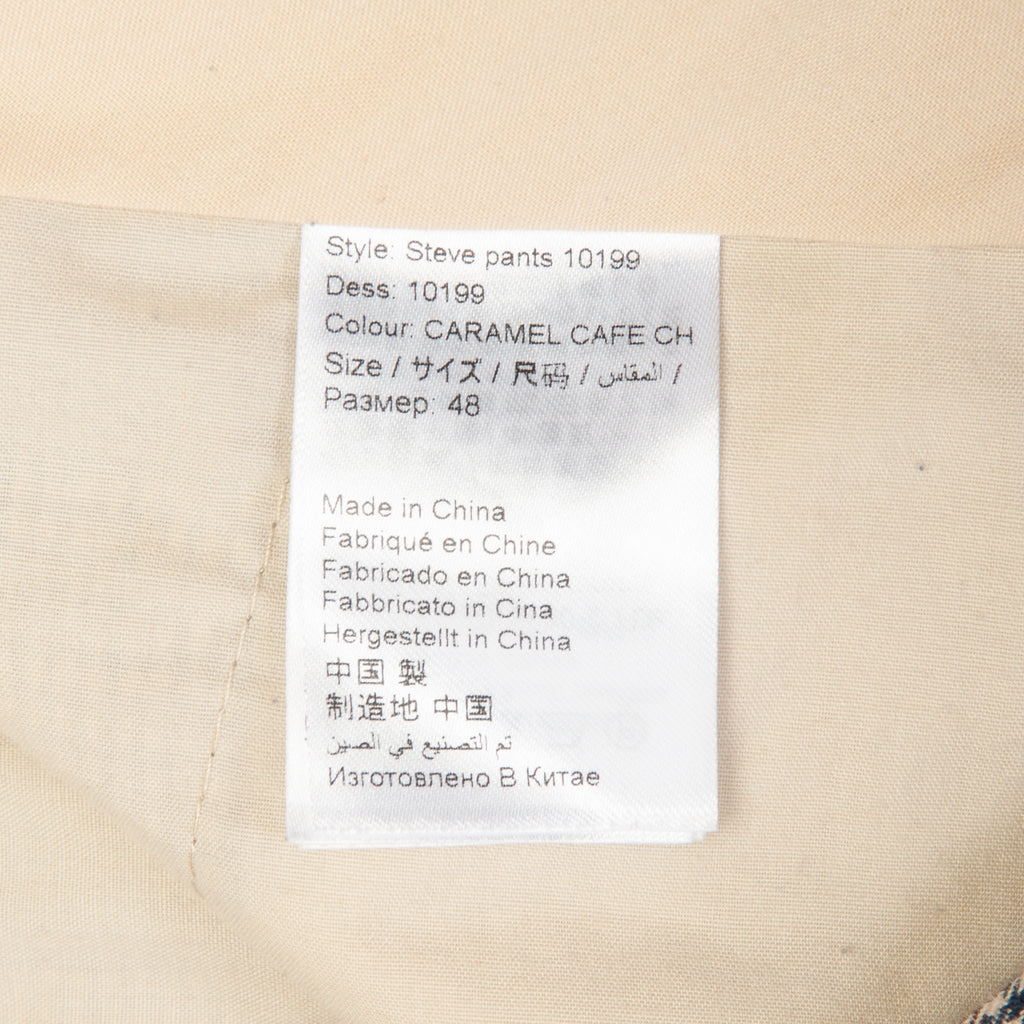 Style: Steve pants 10199
Dess: 10199
Colour: CARAMEL CAFE CH
Size / サイズ / 尺码 / المقاس /
Размер: 48
Made in China
Fabriqué en Chine
Fabricado en China
Fabbricato in Cina
Hergestellt in China
中国 製
制造地 中国
تم التصنيع في الصين
Изготовлено В Китае